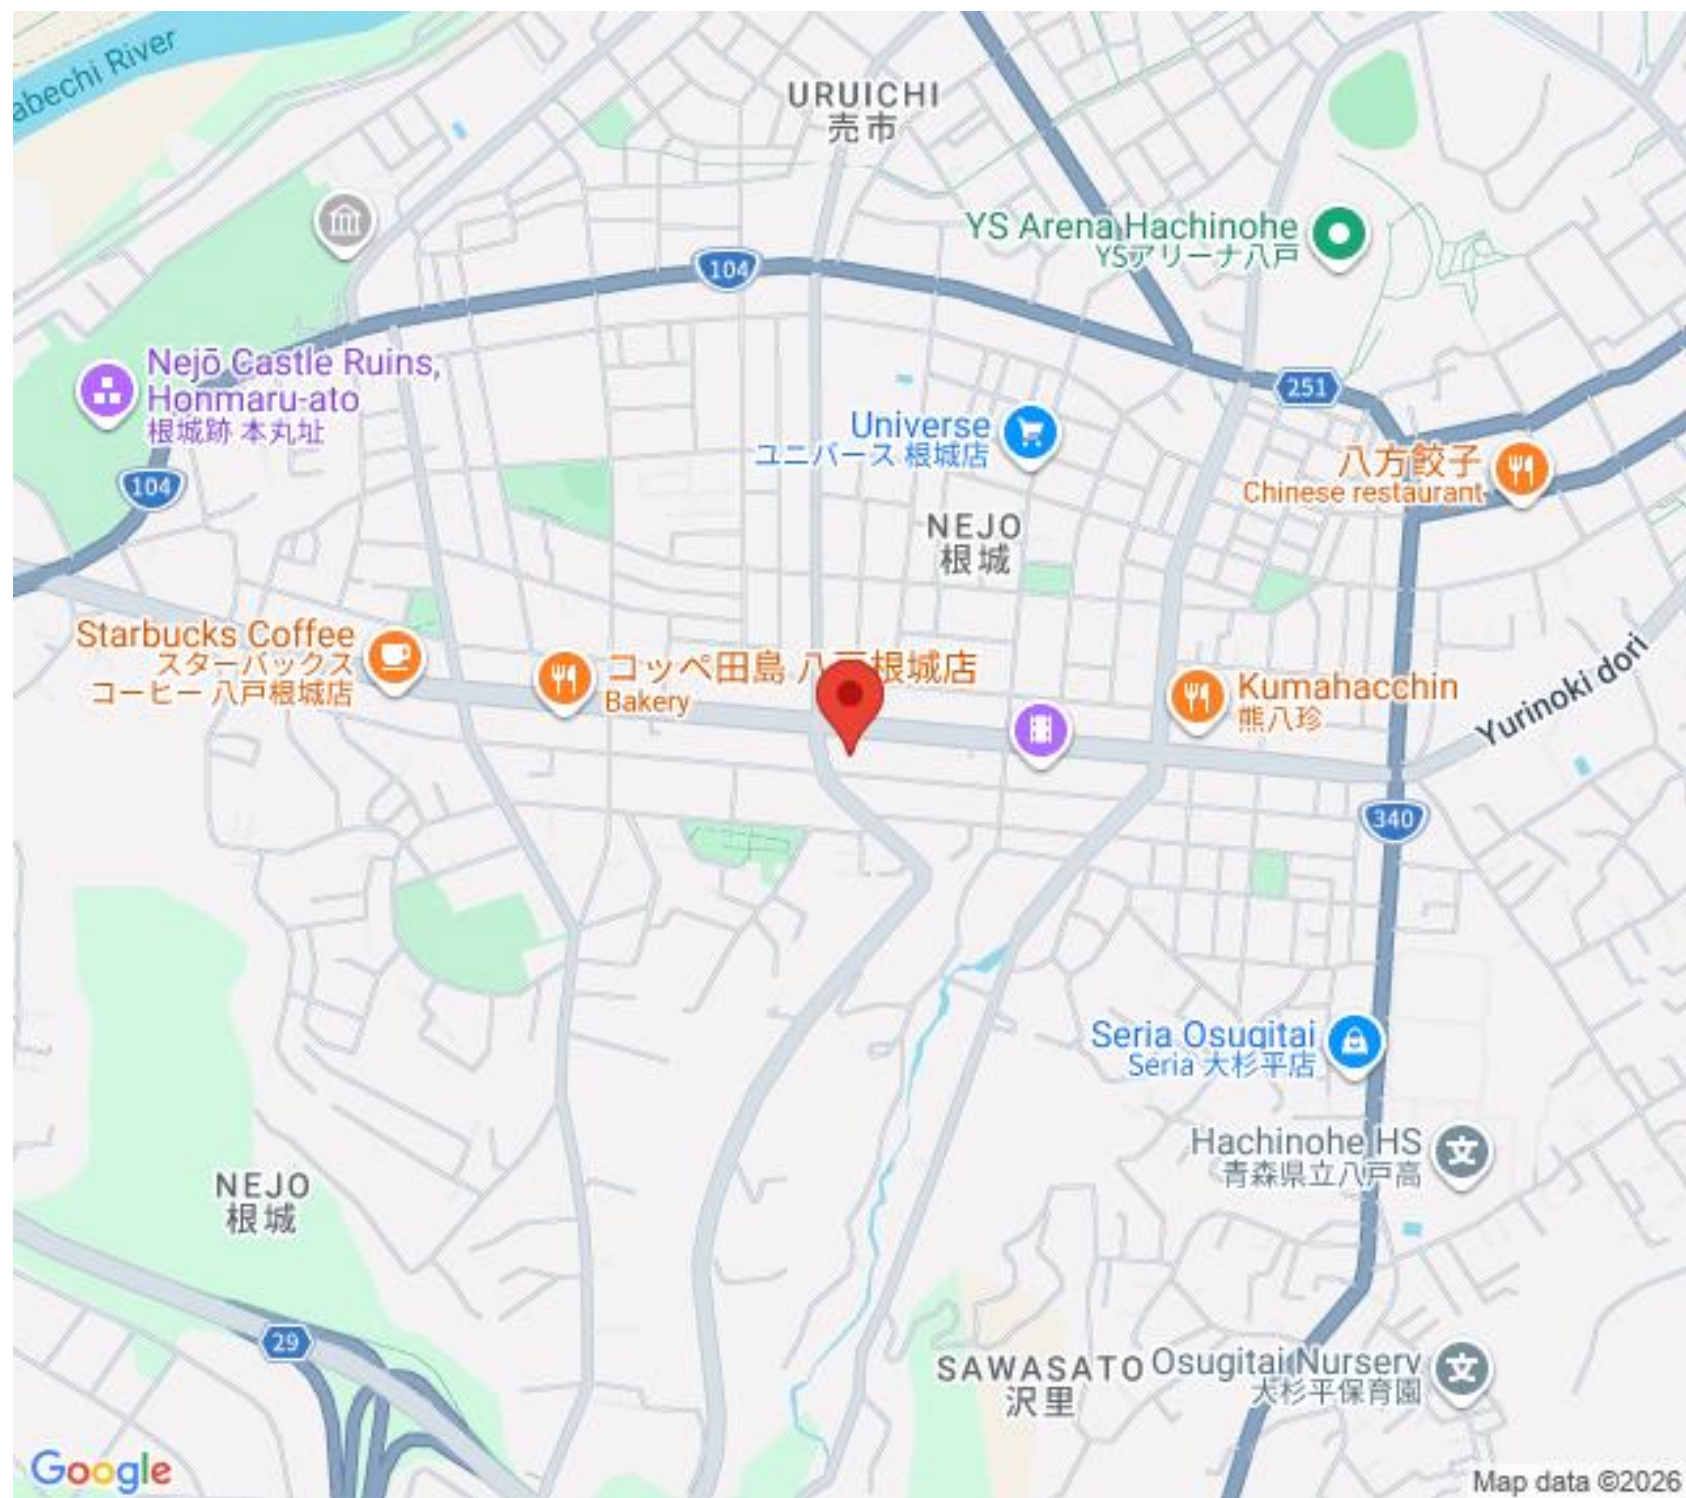 abechi River
URUICHI
売市
YS Arena Hachinohe
YSアリーナ八戸
104
Nejō Castle Ruins,
Honmaru-ato
根城跡 本丸址
251
Universe
ユニバース 根城店
八方餃子
Chinese restaurant
104
NEJO
根城
Starbucks Coffee
スターバックス
コーヒー 八戸根城店
コッペ田島 八戸根城店
Bakery
Kumahacchin
熊八珍
Yurinoki dori
340
Seria Osugitai
Seria 大杉平店
Hachinohe HS
青森県立八戸高
文
NEJO
根城
29
SAWASATO
沢里
Osugitai Nursery
大杉平保育園
文
Google
Map data ©2026